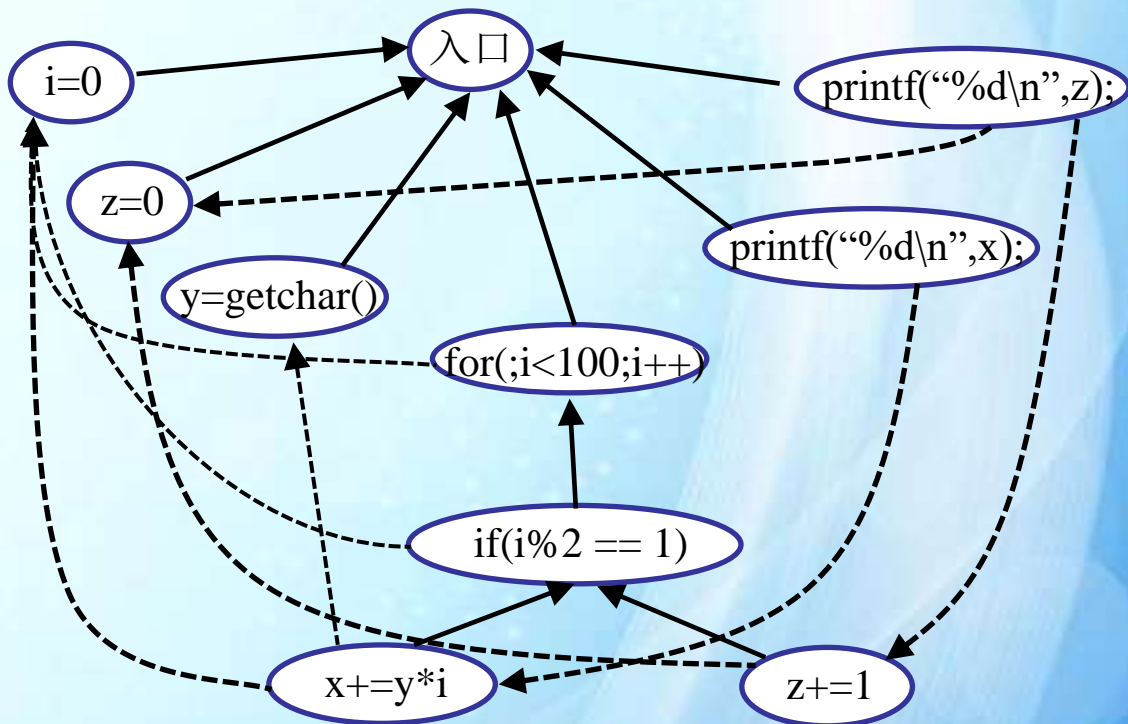 入口
i=0
printf(“%d\n”,z);
z=0
printf(“%d\n”,x);
y=getchar()
for(;i<100;i++)
if(i%2 == 1)
x+=y*i
z+=1